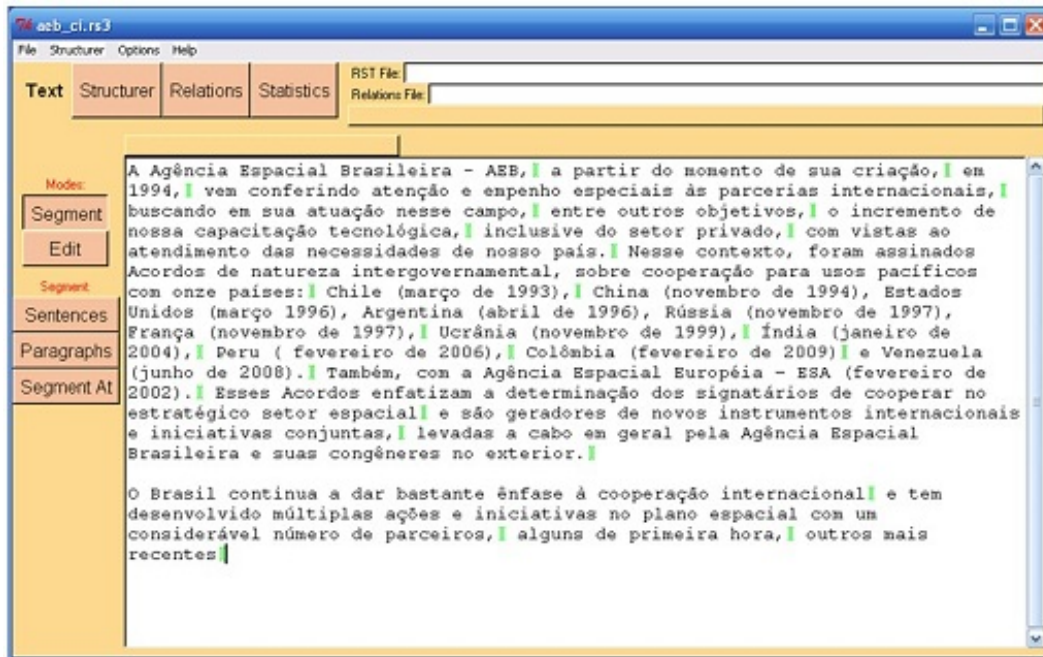 aeb_ci.rs3
File Structurer Options Help
Text Structurer Relations Statistics
RST File:
Relations File:
Modes:
Segment
Edit
Segment
Sentences
Paragraphs
Segment At
A Agência Espacial Brasileira - AEB, a partir do momento de sua criação, em
1994, vem conferindo atenção e empenho especiais às parcerias internacionais,
buscando em sua atuação nesse campo, entre outros objetivos, o incremento de
nossa capacitação tecnológica, inclusive do setor privado, com vistas ao
atendimento das necessidades de nosso país. Nesse contexto, foram assinados
Acordos de natureza intergovernamental, sobre cooperação para usos pacíficos
com onze países: Chile (março de 1993), China (novembro de 1994), Estados
Unidos (março 1996), Argentina (abril de 1996), Rússia (novembro de 1997),
França (novembro de 1997), Ucrânia (novembro de 1999), Índia (janeiro de
2004), Peru ( fevereiro de 2006), Colômbia (fevereiro de 2009) e Venezuela
(junho de 2008). Também, com a Agência Espacial Européia - ESA (fevereiro de
2002). Esses Acordos enfatizam a determinação dos signatários de cooperar no
estratégico setor espacial e são geradores de novos instrumentos internacionais
e iniciativas conjuntas, levadas a cabo em geral pela Agência Espacial
Brasileira e suas congêneres no exterior.
O Brasil continua a dar bastante ênfase à cooperação internacional e tem
desenvolvido múltiplas ações e iniciativas no plano espacial com um
considerável número de parceiros, alguns de primeira hora, outros mais
recentes